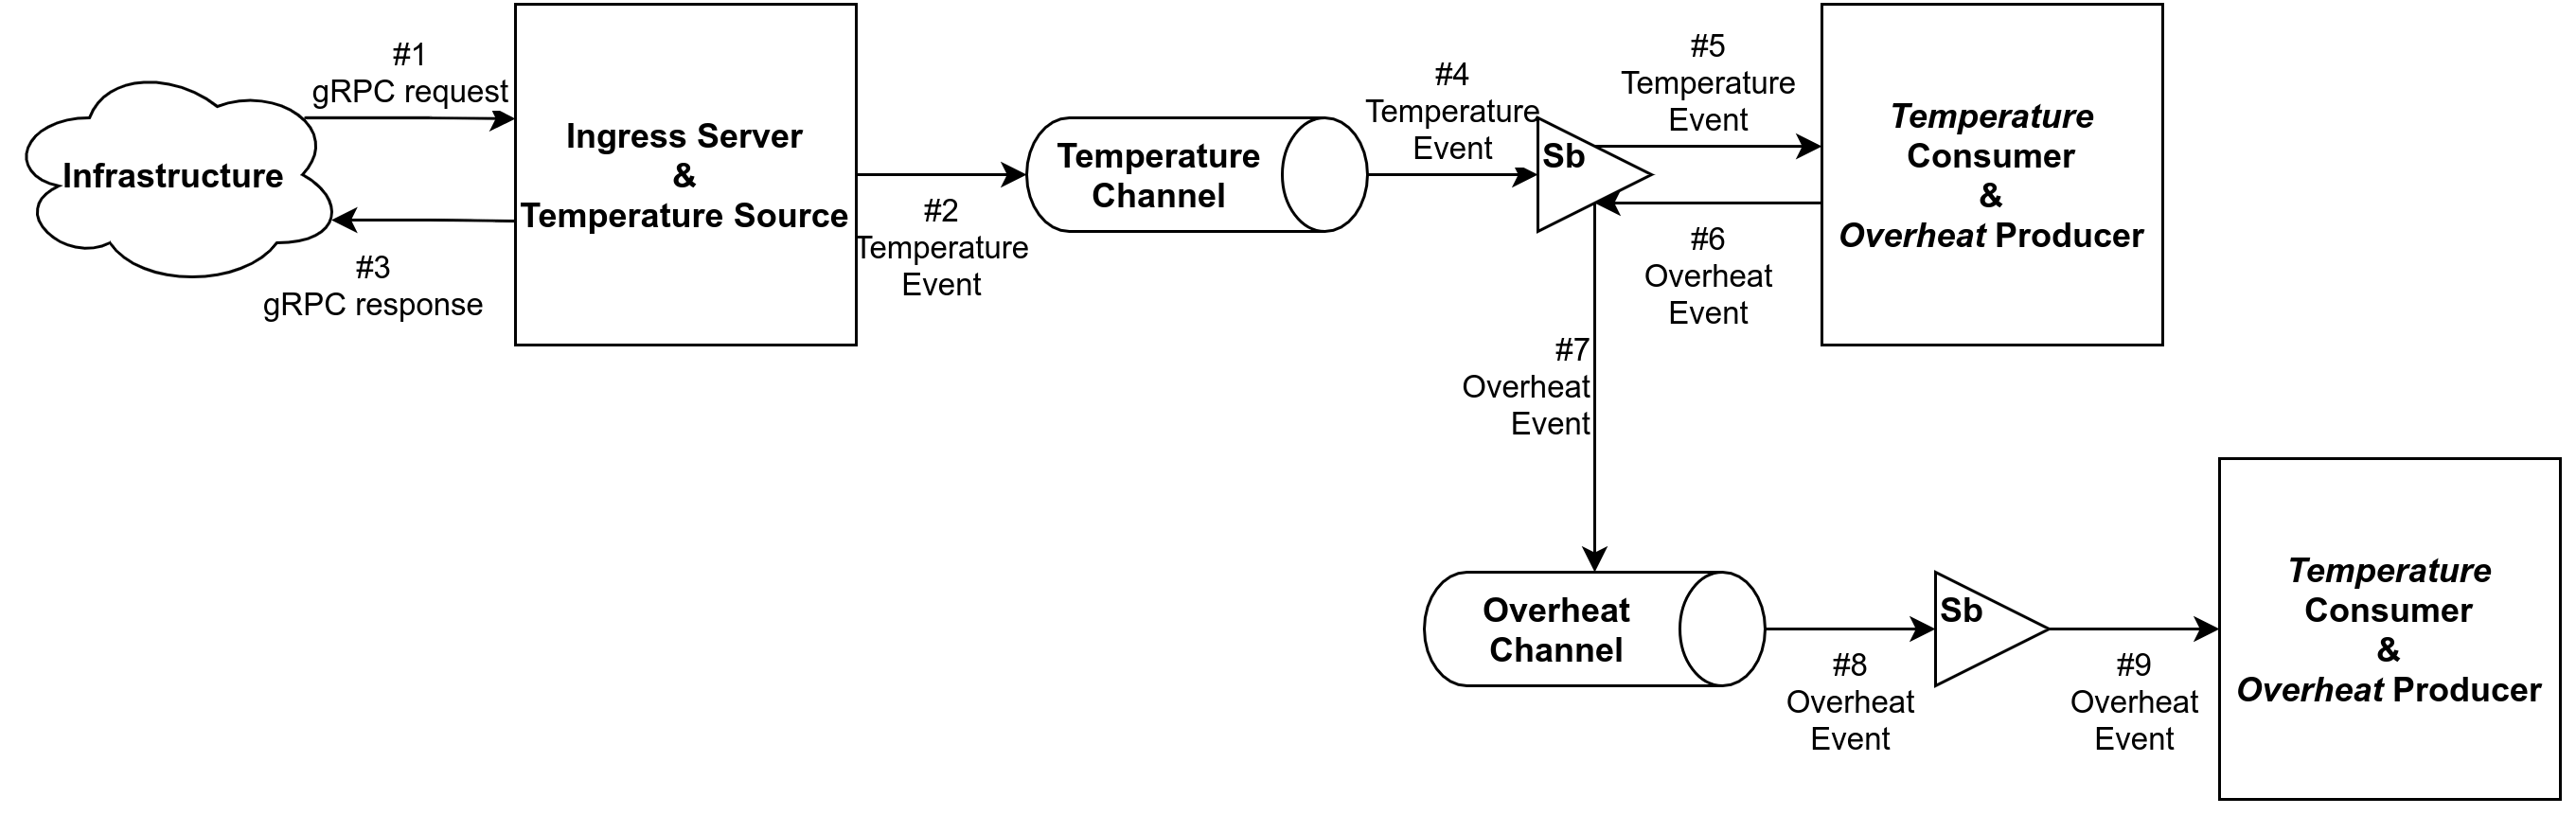 #1
gRPC request
Infrastructure
#3
gRPC response
Ingress Server
&
Temperature Source
#2
Temperature
Event
Temperature
Channel
#4
Temperature
Event
Sb
#5
Temperature
Event
#6
Overheat
Event
Temperature
Consumer
&
Overheat Producer
#7
Overheat
Event
Overheat
Channel
#8
Overheat
Event
Sb
#9
Overheat
Event
Temperature
Consumer
&
Overheat Producer